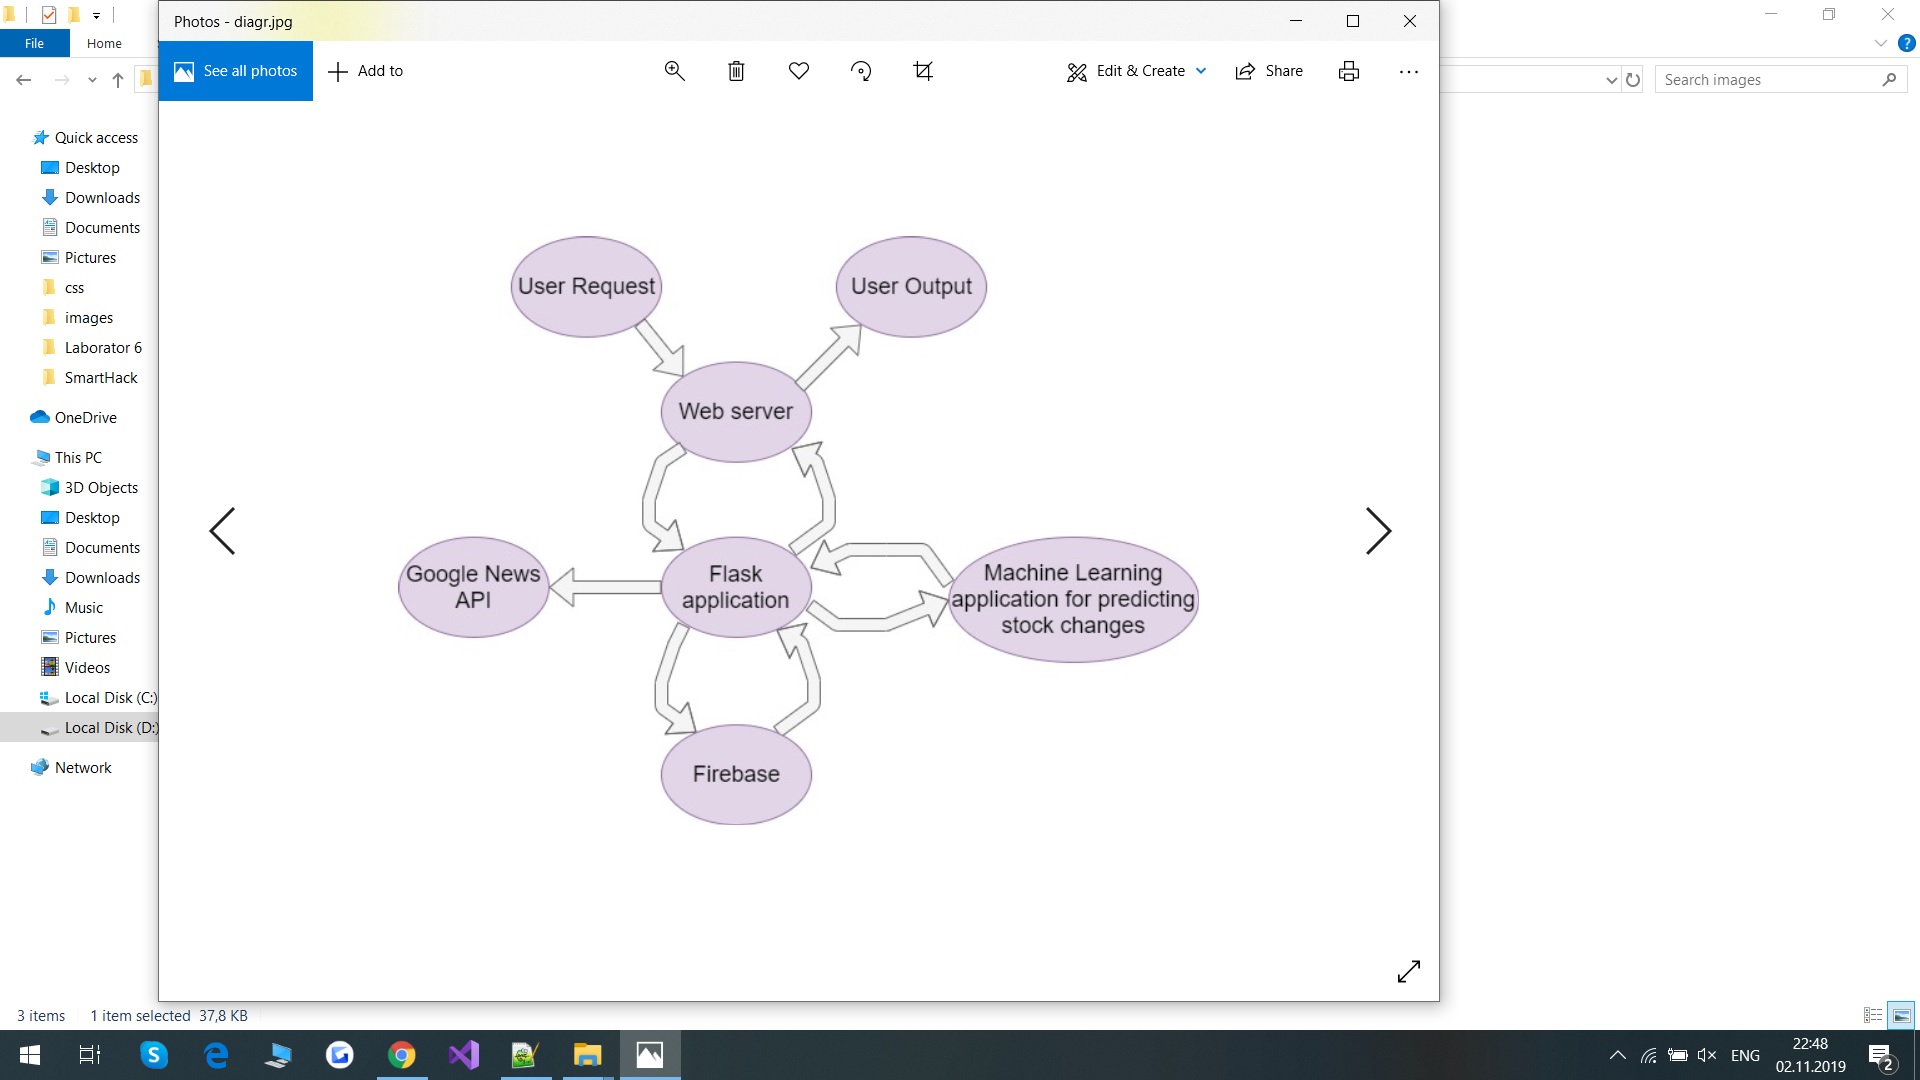 Photos - diagr.jpg
File
Home
See all photos
Add to
Edit & Create
Share
Search images
Quick access
Desktop
Downloads
Documents
Pictures
css
images
Laborator 6
SmartHack
OneDrive
This PC
3D Objects
Desktop
Documents
Downloads
Music
Pictures
Videos
Local Disk (C:)
Local Disk (D:)
Network
User Request
User Output
Web server
Google News
API
Flask
application
Machine Learning
application for predicting
stock changes
Firebase
3 items
1 item selected 37,8 KB
ENG
22:48
02.11.2019
2